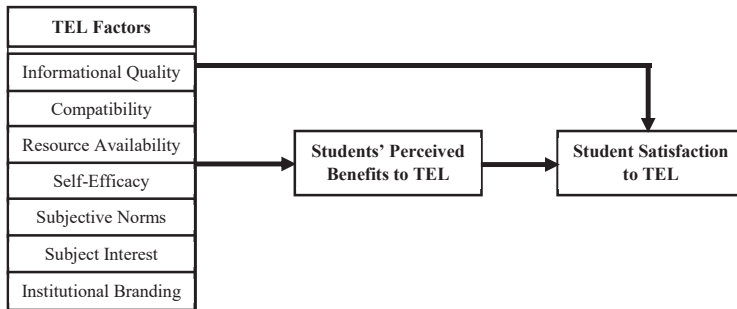 TEL Factors
Informational Quality
Compatibility
Resource Availability
Self-Efficacy
Subjective Norms
Subject Interest
Institutional Branding
Students’ Perceived
Benefits to TEL
Student Satisfaction
to TEL